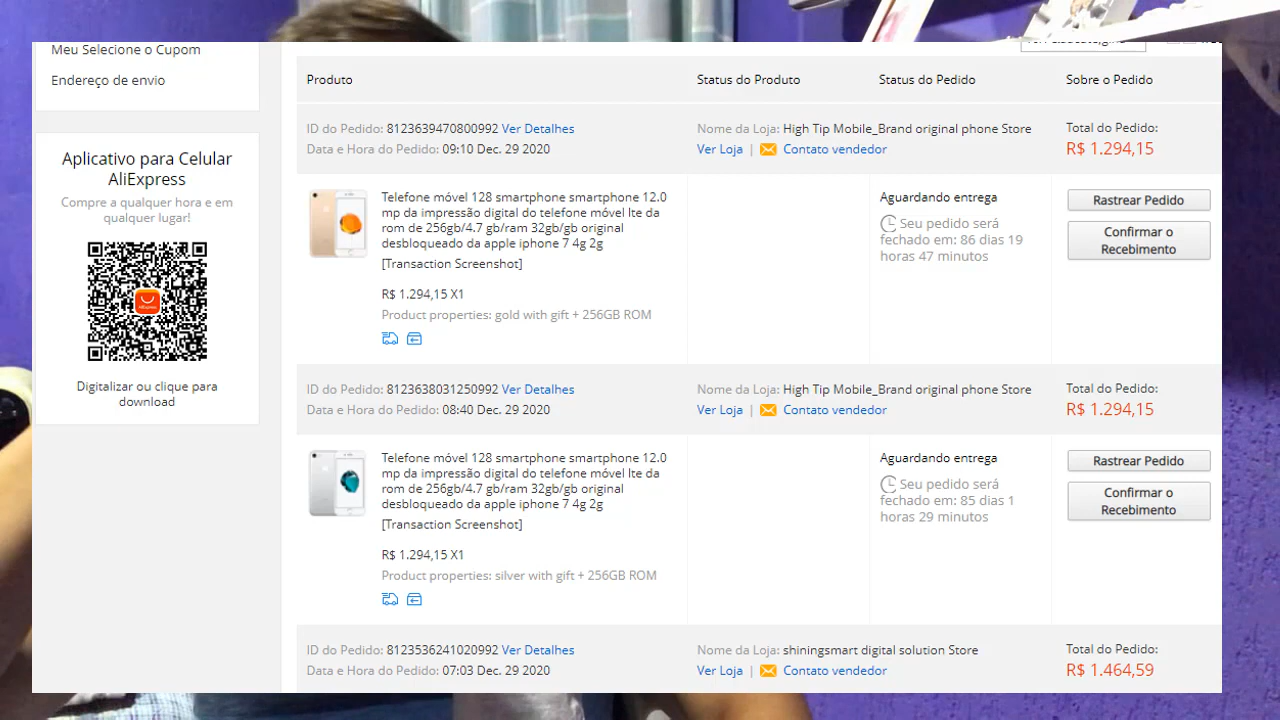 Meu Selecione o Cupom
Endereço de envio
Aplicativo para Celular
AliExpress
Compre a qualquer hora e em
qualquer lugar!
Digitalizar ou clique para
download
Produto
Status do Produto
Status do Pedido
Sobre o Pedido
ID do Pedido: 8123639470800992 Ver Detalhes
Data e Hora do Pedido: 09:10 Dec. 29 2020
Nome da Loja: High Tip Mobile_Brand original phone Store
Ver Loja | Contato vendedor
Total do Pedido:
R$ 1.294,15
Telefone móvel 128 smartphone smartphone 12.0
mp da impressão digital do telefone móvel lte da
rom de 256gb/4.7 gb/ram 32gb/gb original
desbloqueado da apple iphone 7 4g 2g
[Transaction Screenshot]
R$ 1.294,15 X1
Product properties: gold with gift + 256GB ROM
Aguardando entrega
Seu pedido será
fechado em: 86 dias 19
horas 47 minutos
Rastrear Pedido
Confirmar o
Recebimento
ID do Pedido: 8123638031250992 Ver Detalhes
Data e Hora do Pedido: 08:40 Dec. 29 2020
Nome da Loja: High Tip Mobile_Brand original phone Store
Ver Loja | Contato vendedor
Total do Pedido:
R$ 1.294,15
Telefone móvel 128 smartphone smartphone 12.0
mp da impressão digital do telefone móvel lte da
rom de 256gb/4.7 gb/ram 32gb/gb original
desbloqueado da apple iphone 7 4g 2g
[Transaction Screenshot]
R$ 1.294,15 X1
Product properties: silver with gift + 256GB ROM
Aguardando entrega
Seu pedido será
fechado em: 85 dias 1
horas 29 minutos
Rastrear Pedido
Confirmar o
Recebimento
ID do Pedido: 8123536241020992 Ver Detalhes
Data e Hora do Pedido: 07:03 Dec. 29 2020
Nome da Loja: shiningsmart digital solution Store
Ver Loja | Contato vendedor
Total do Pedido:
R$ 1.464,59